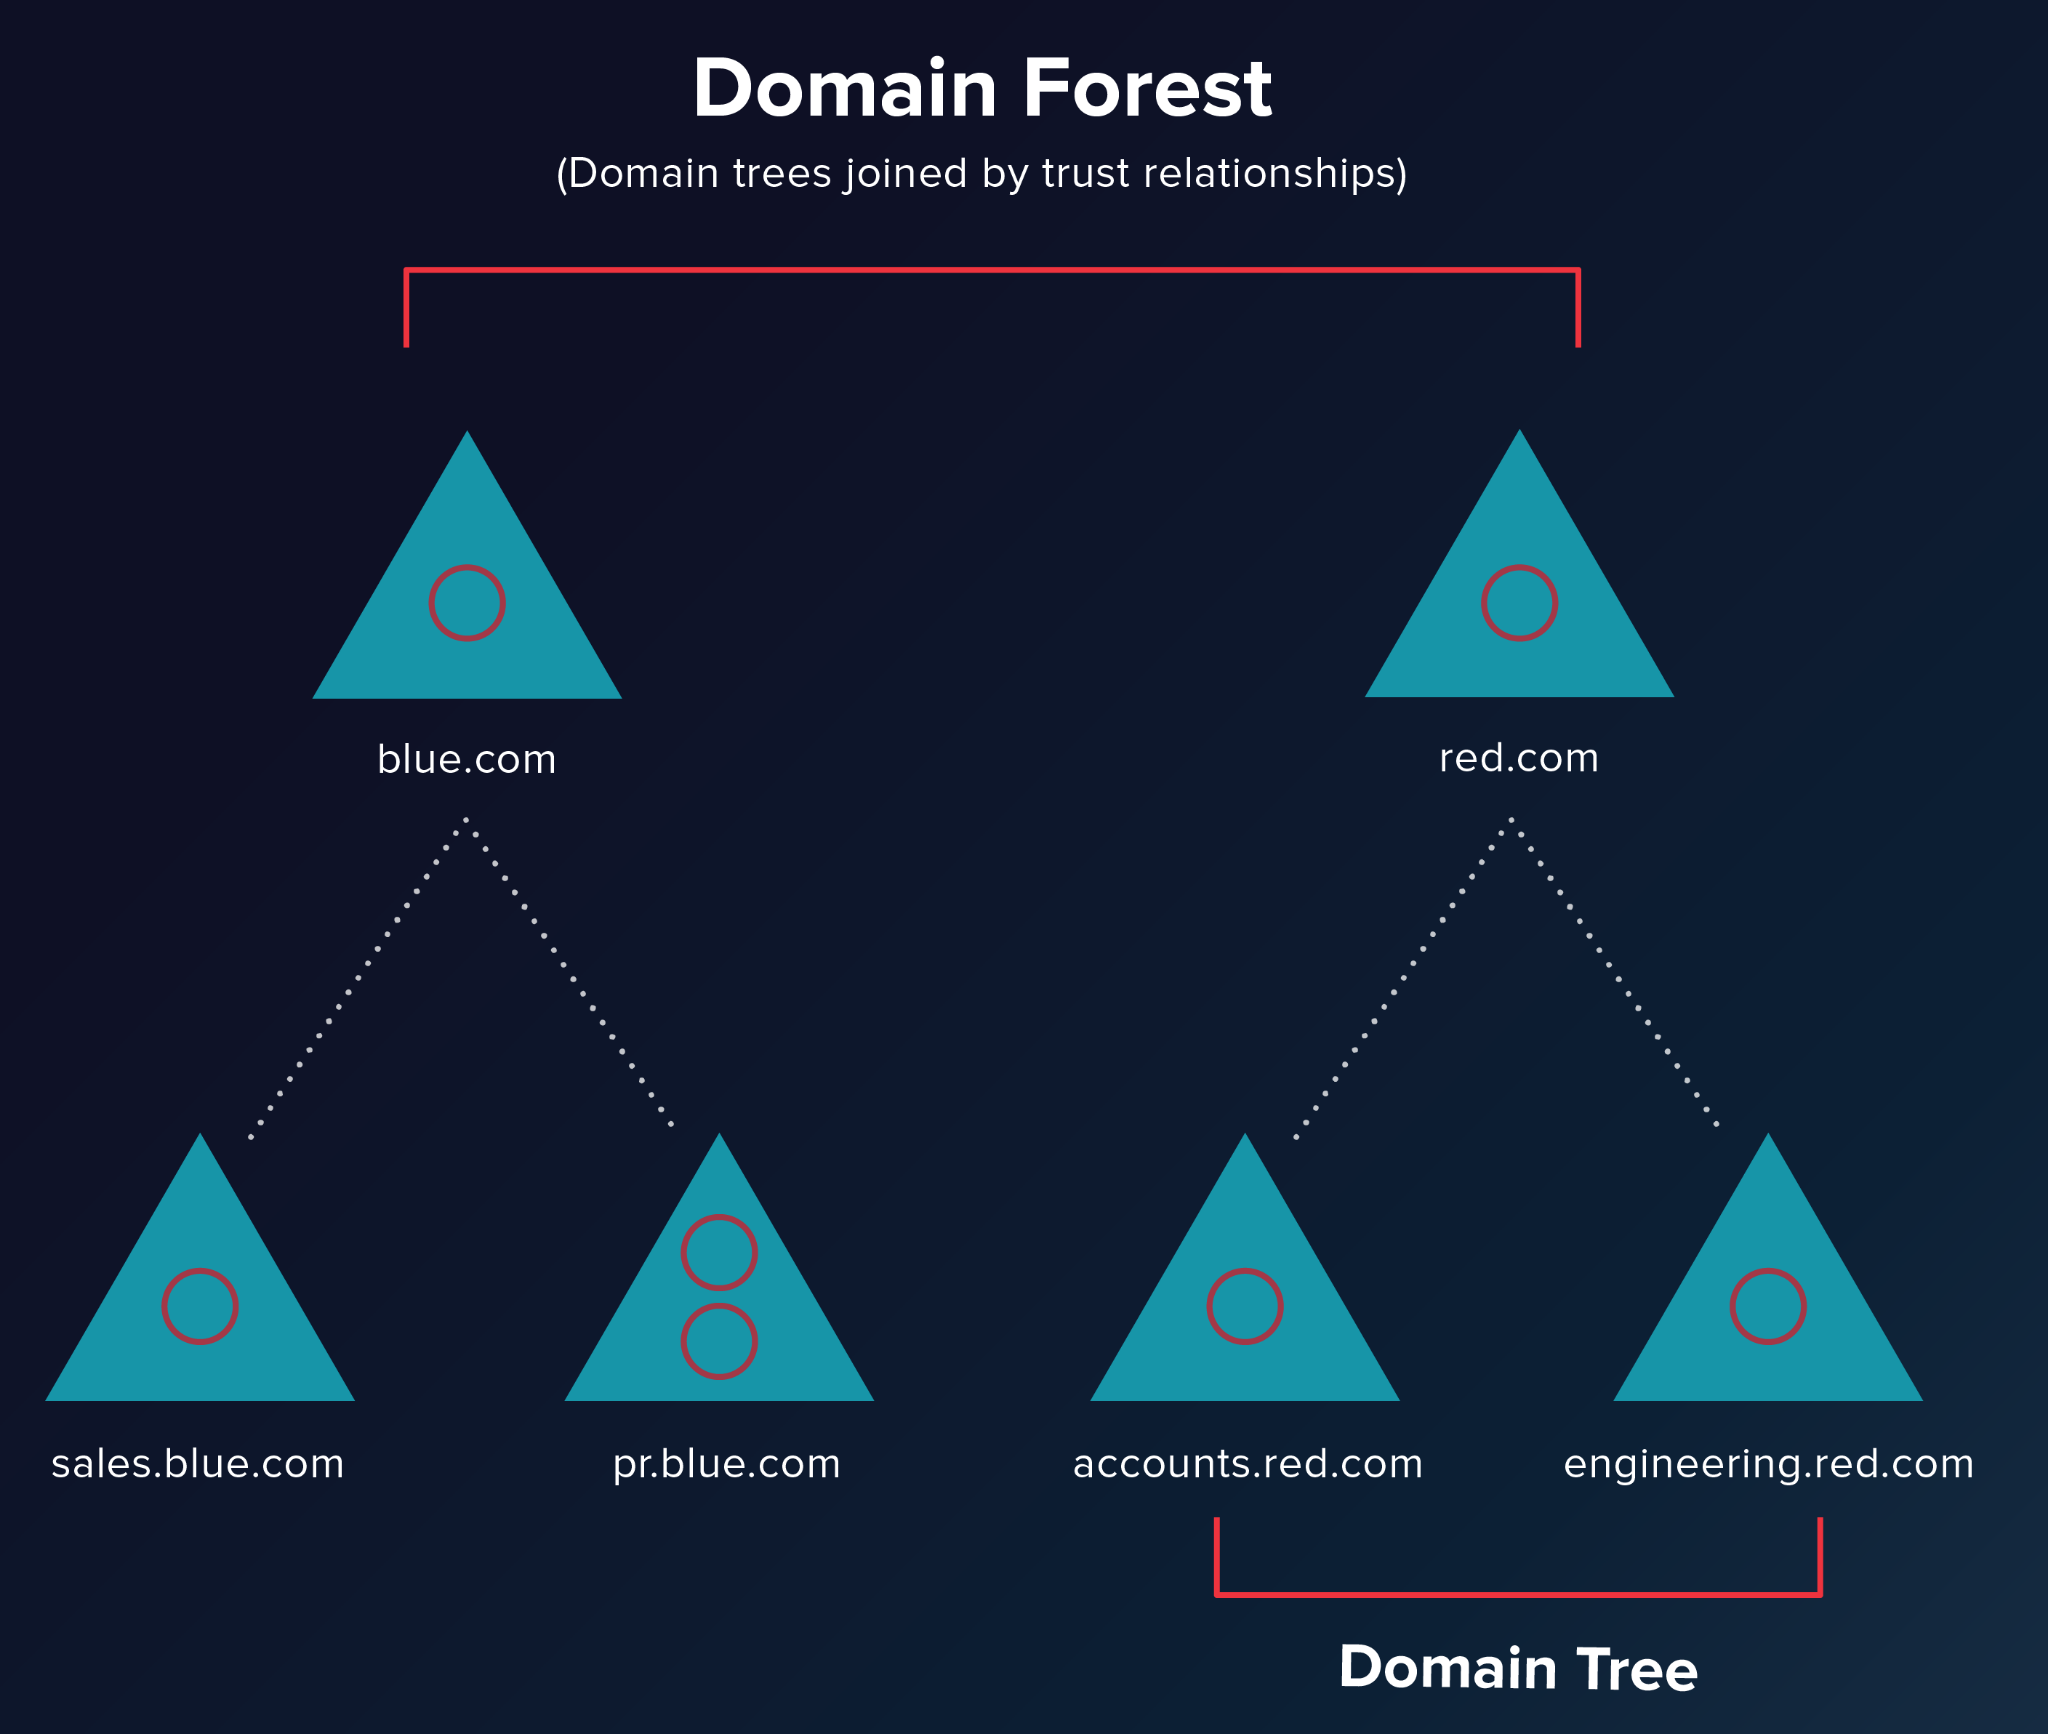 Domain Forest
(Domain trees joined by trust relationships)
blue.com
red.com
sales.blue.com
pr.blue.com
accounts.red.com
engineering.red.com
Domain Tree